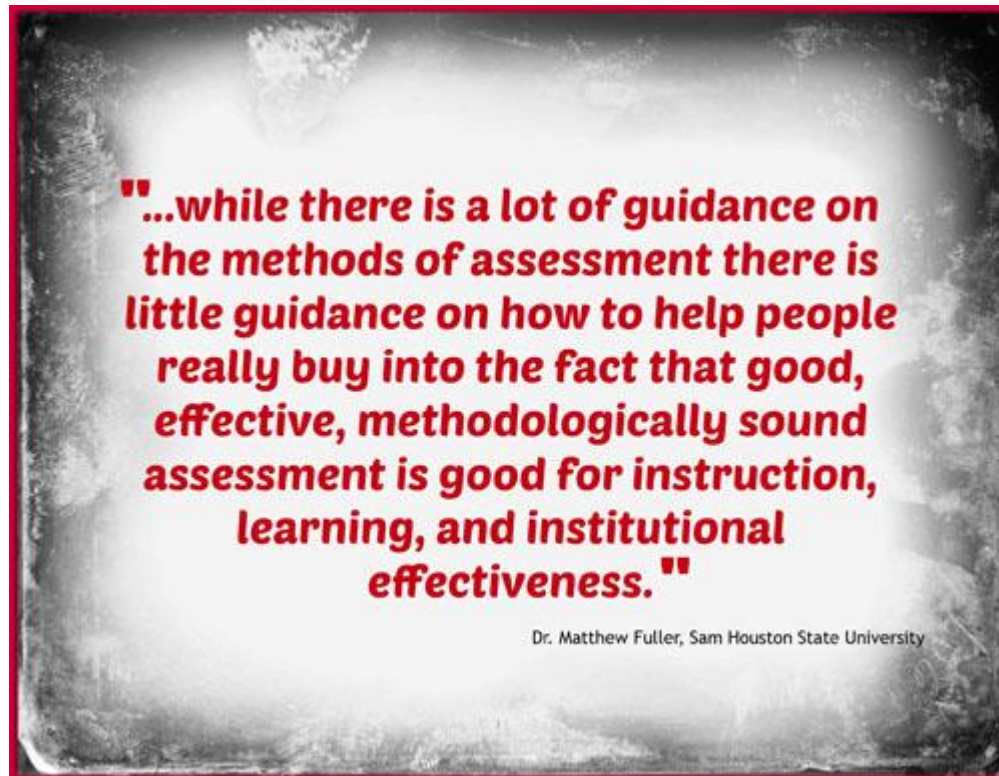 "...while there is a lot of guidance on
the methods of assessment there is
little guidance on how to help people
really buy into the fact that good,
effective, methodologically sound
assessment is good for instruction,
learning, and institutional
effectiveness."
Dr. Matthew Fuller, Sam Houston State University